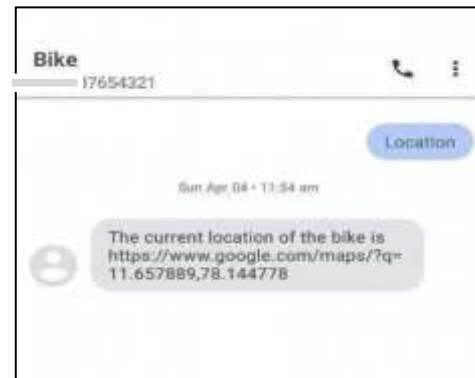 Bike
17654321
Location
Sun Apr 04 • 11:54 am
The current location of the bike is
https://www.google.com/maps/?q=
11.657889,78.144778